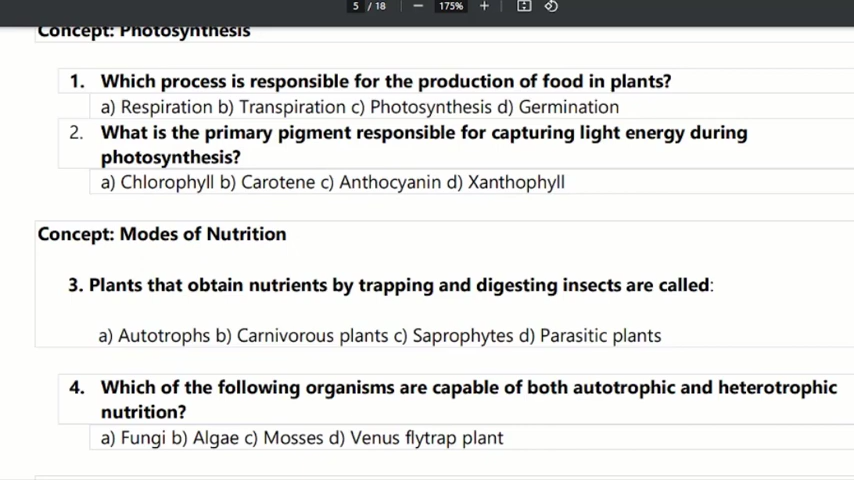 5 / 18 — 175% +
Concept: Photosynthesis
1. Which process is responsible for the production of food in plants?
a) Respiration b) Transpiration c) Photosynthesis d) Germination
2. What is the primary pigment responsible for capturing light energy during
photosynthesis?
a) Chlorophyll b) Carotene c) Anthocyanin d) Xanthophyll
Concept: Modes of Nutrition
3. Plants that obtain nutrients by trapping and digesting insects are called:
a) Autotrophs b) Carnivorous plants c) Saprophytes d) Parasitic plants
4. Which of the following organisms are capable of both autotrophic and heterotrophic
nutrition?
a) Fungi b) Algae c) Mosses d) Venus flytrap plant